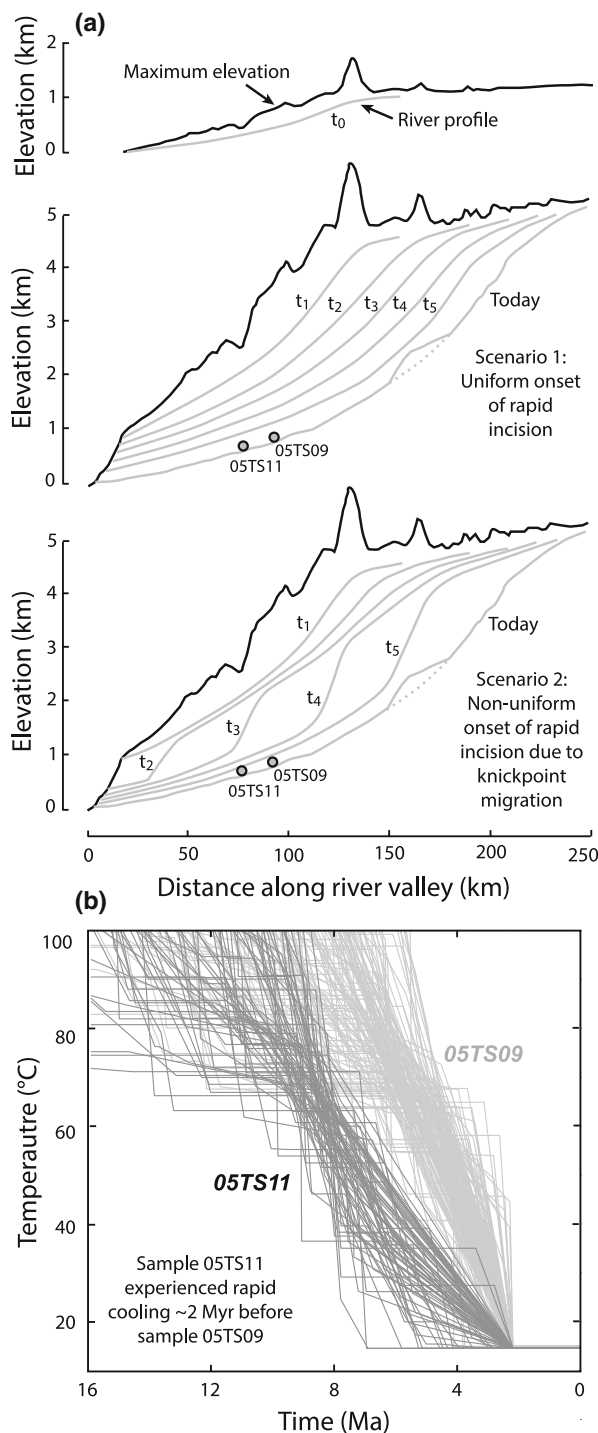 (a)
2
1
0
Elevation (km)
Maximum elevation
t0
River profile
5
4
3
2
1
0
Elevation (km)
t1
t2
t3
t4
t5
Today
Scenario 1:
Uniform onset
of rapid
incision
05TS11
05TS09
5
4
3
2
1
0
Elevation (km)
t1
t2
t3
t4
t5
Today
Scenario 2:
Non-uniform
onset of rapid
incision due to
knickpoint
migration
05TS11
05TS09
0
50
100
150
200
250
Distance along river valley (km)
(b)
100
80
60
40
20
Temperautre (°C)
05TS09
05TS11
Sample 05TS11
experienced rapid
cooling ~2 Myr before
sample 05TS09
16
12
8
4
0
Time (Ma)